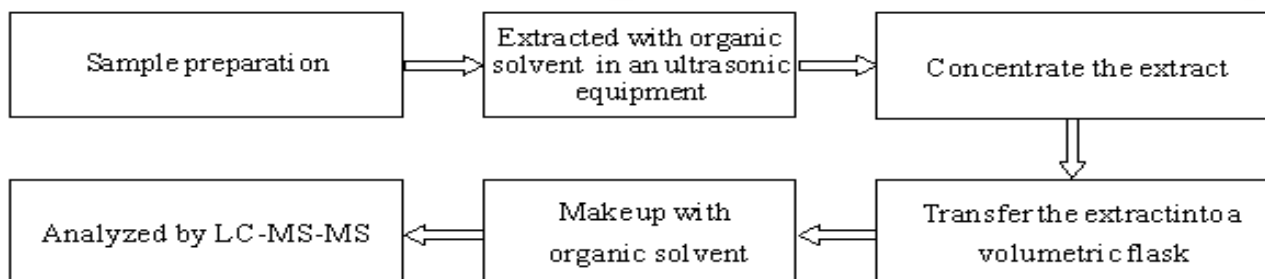 Sample preparation
Extracted with organic
solvent in an ultrasonic
equipment
Concentrate the extract
Transfer the extractinto a
volumetric flask
Makeup with
organic solvent
Analyzed by LC-MS-MS